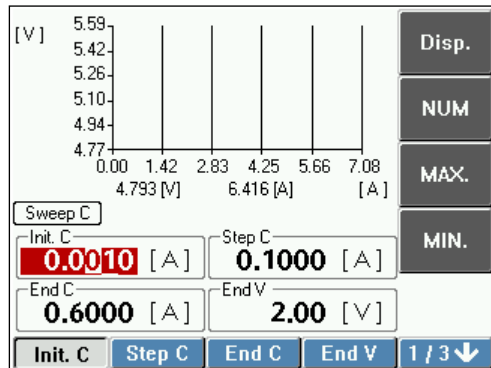 [V]
5.59
5.42
5.26
5.10
4.94
4.77
0.00 1.42 2.83 4.25 5.66 7.08
4.793 [V] 6.416 [A] [A]
Sweep C
Init. C
0.0010 [A]
Step C
0.1000 [A]
End C
0.6000 [A]
End V
2.00 [V]
Disp.
NUM
MAX.
MIN.
Init. C Step C End C End V 1/3